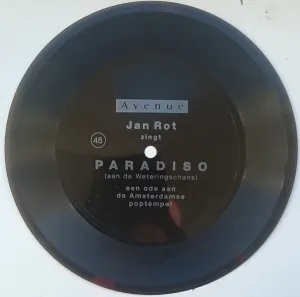 Avenue
Jan Rot
zingt
45
PARADISO
(aan de Weteringschans)
een ode aan
de Amsterdamse
poptempel